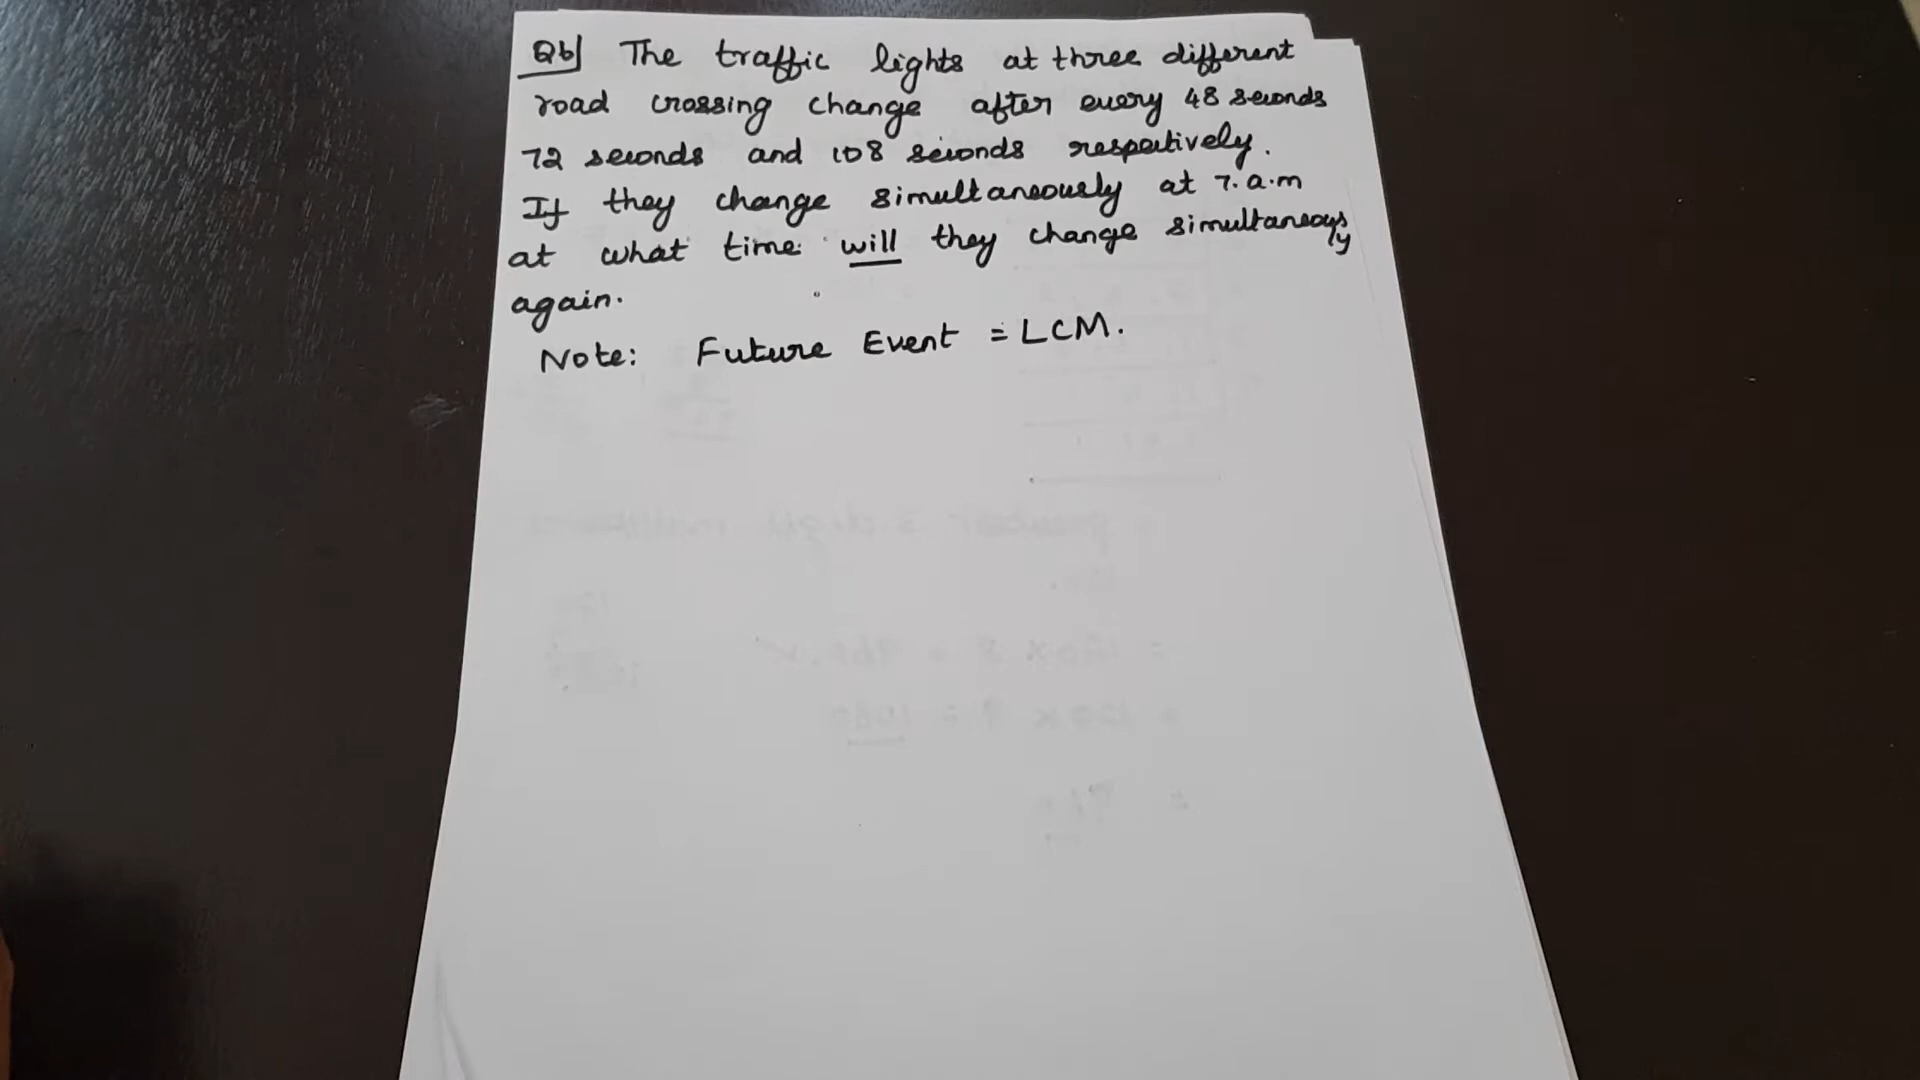 Q6 The traffic lights at three different
road crossing change after every 48 seconds
72 seconds and 108 seconds respectively.
If they change simultaneously at 7.a.m
at what time will they change simultaneously
again.
Note: Future Event = LCM.